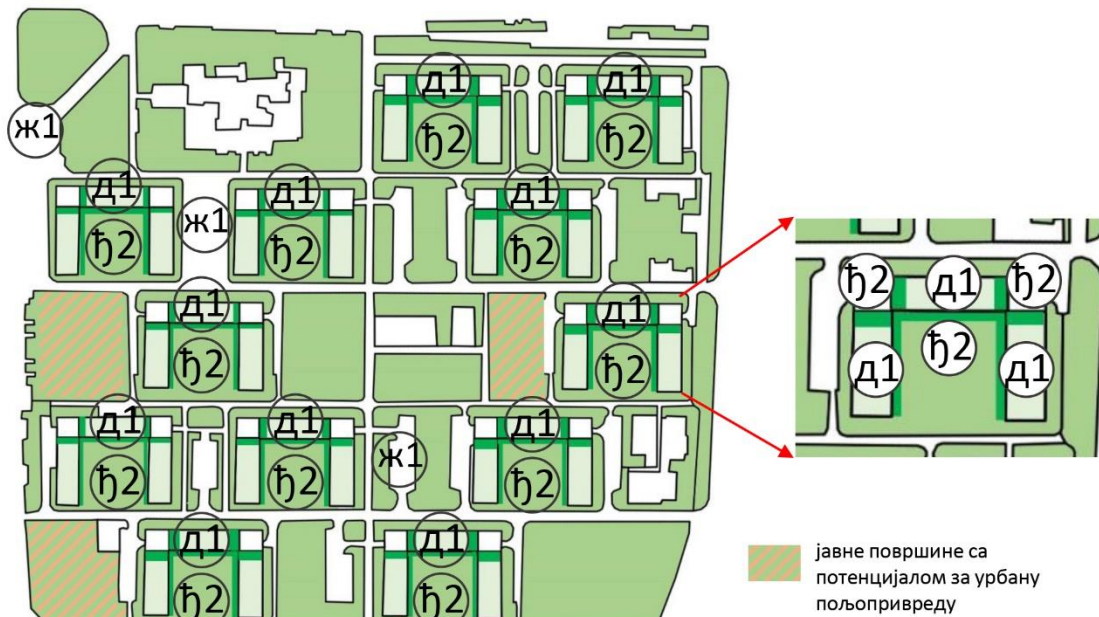 д1
д1
ђ2
ђ2
ж1
д1
д1
д1
ж1
ђ2
ђ2
ђ2
д1
д1
ђ2
ђ2
д1
д1
д1
ж1
ђ2
ђ2
ђ2
д1
д1
ђ2
ђ2
ђ2
д1
ђ2
ђ2
д1
д1
јавне површине са
потенцијалом за урбану
пољопривреду